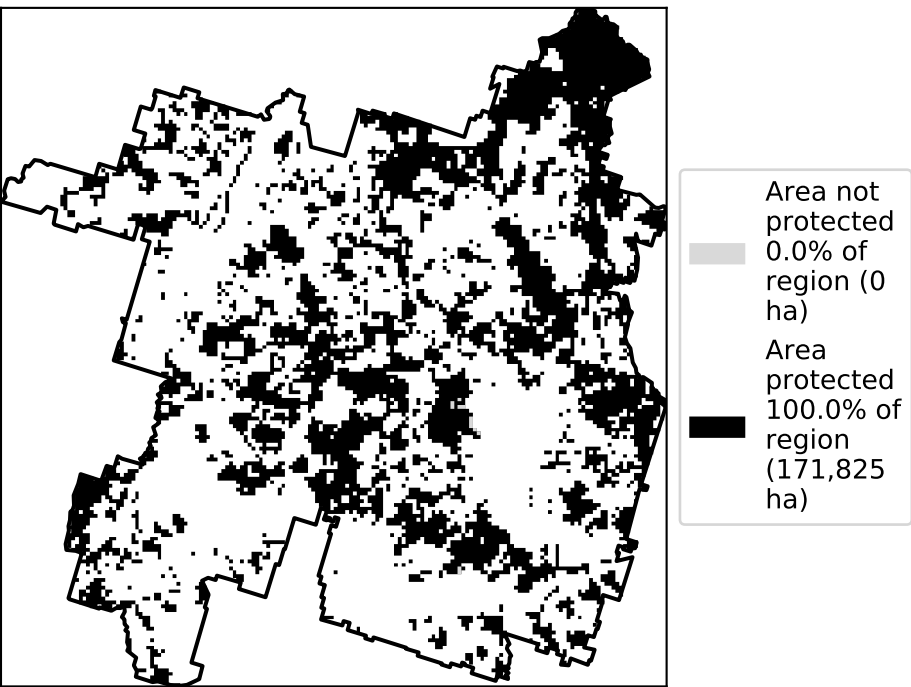 Area not
protected
0.0% of
region (0
ha)
Area
protected
100.0% of
region
(171,825
ha)